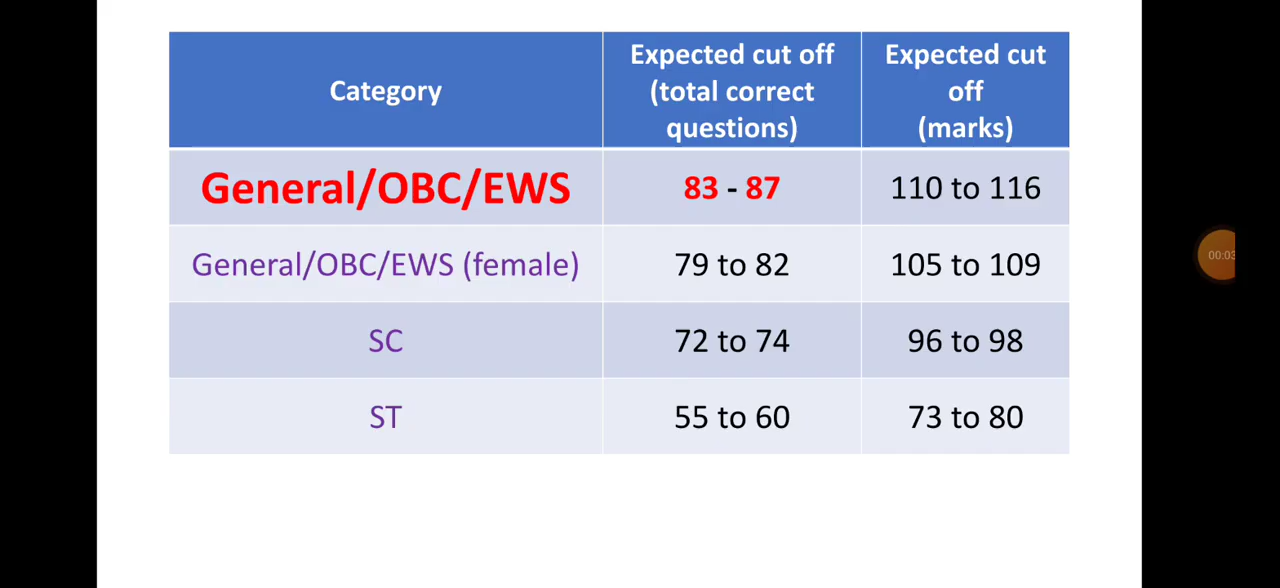 Category
Expected cut off
(total correct
questions)
Expected cut
off
(marks)
General/OBC/EWS
83 - 87
110 to 116
General/OBC/EWS (female)
79 to 82
105 to 109
SC
72 to 74
96 to 98
ST
55 to 60
73 to 80
00:03